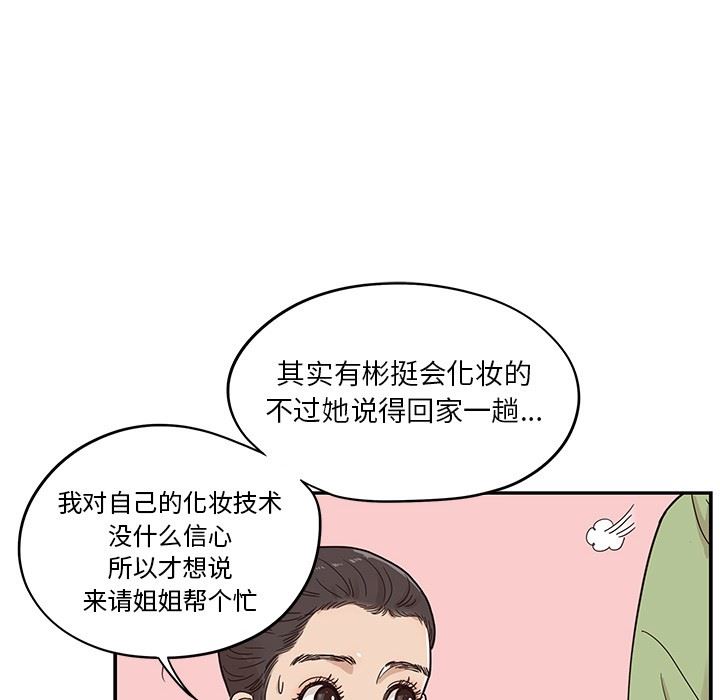 其实有彬挺会化妆的
不过她说得回家一趟...
我对自己的化妆技术
没什么信心
所以才想说
来请姐姐帮个忙